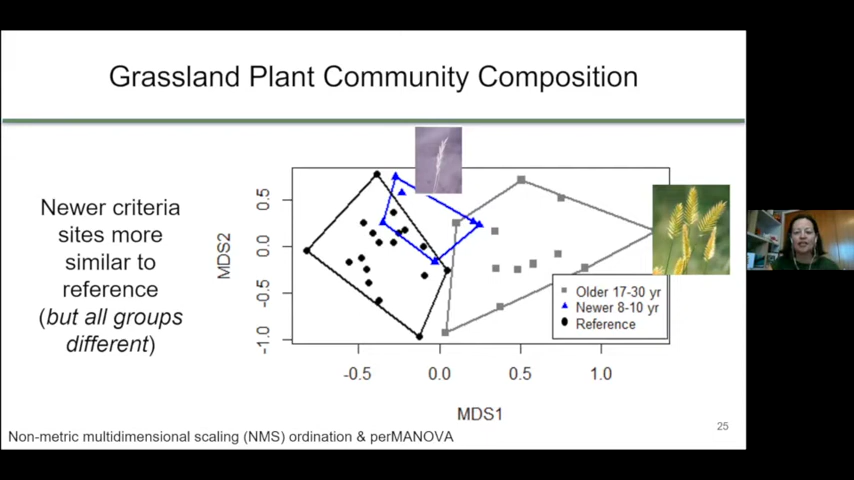 Grassland Plant Community Composition
Newer criteria
sites more
similar to
reference
(but all groups
different)
MDS2
0.5
0.0
-0.5
-1.0
Older 17-30 yr
Newer 8-10 yr
Reference
-0.5
0.0
0.5
1.0
MDS1
25
Non-metric multidimensional scaling (NMS) ordination & perMANOVA